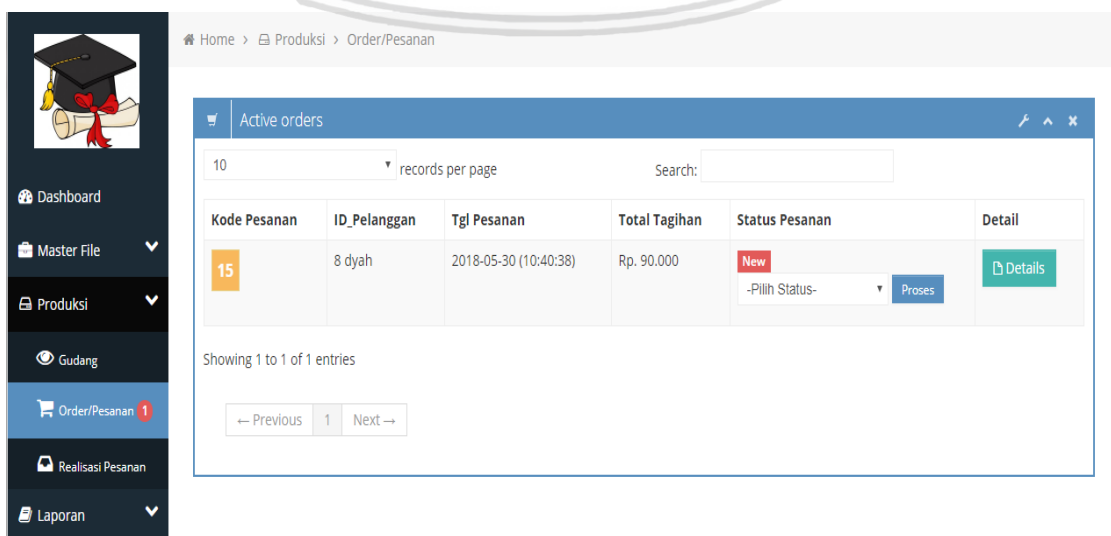 Home > Produksi > Order/Pesanan
Dashboard
Master File
Produksi
Gudang
Order/Pesanan 1
Realisasi Pesanan
Laporan
Active orders
10 records per page Search:
Kode Pesanan ID_Pelanggan Tgl Pesanan Total Tagihan Status Pesanan Detail
15 8 dyah 2018-05-30 (10:40:38) Rp. 90.000 New Details
-Pilih Status- Proses
Showing 1 to 1 of 1 entries
← Previous 1 Next →